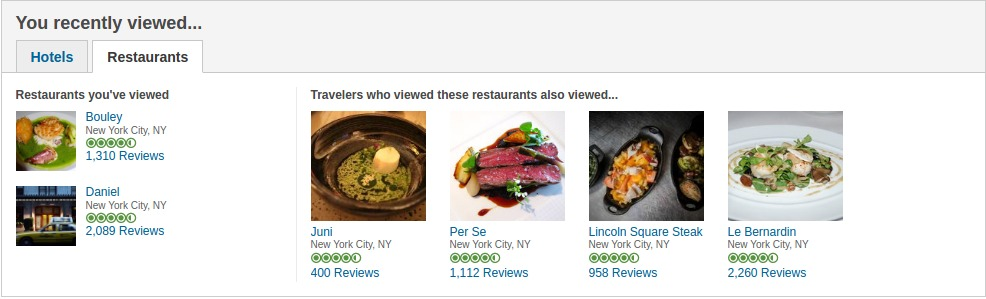 You recently viewed...
Hotels
Restaurants
Restaurants you've viewed
Bouley
New York City, NY
1,310 Reviews
Daniel
New York City, NY
2,089 Reviews
Travelers who viewed these restaurants also viewed...
Juni
New York City, NY
400 Reviews
Per Se
New York City, NY
1,112 Reviews
Lincoln Square Steak
New York City, NY
958 Reviews
Le Bernardin
New York City, NY
2,260 Reviews